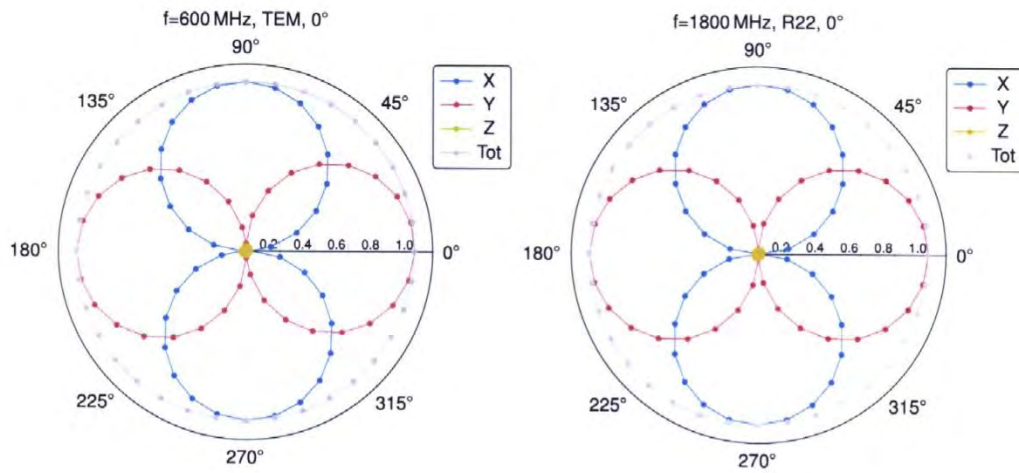 f=600 MHz, TEM, 0°
90°
135°
45°
180°
0.2 0.4 0.6 0.8 1.0
0°
225°
315°
270°
X
Y
Z
Tot
f=1800 MHz, R22, 0°
90°
135°
45°
180°
0.2 0.4 0.6 0.8 1.0
0°
225°
315°
270°
X
Y
Z
Tot